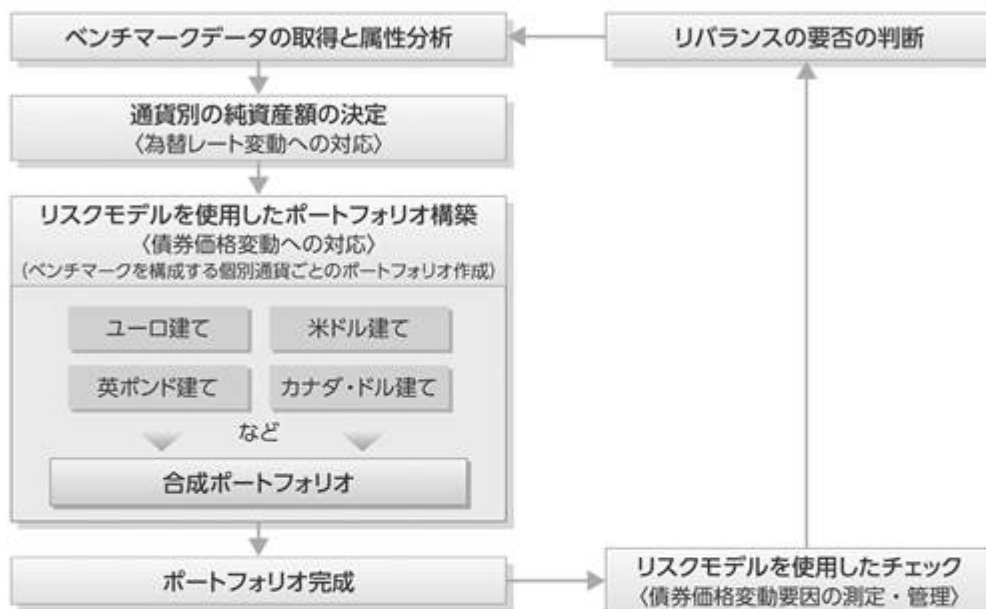 ベンチマークデータの取得と属性分析
リバランスの要否の判断
通貨別の純資産額の決定
〈為替レート変動への対応〉
リスクモデルを使用したポートフォリオ構築
〈債券価格変動への対応〉
(ベンチマークを構成する個別通貨ごとのポートフォリオ作成)
ユーロ建て
米ドル建て
英ポンド建て
カナダ・ドル建て
など
合成ポートフォリオ
ポートフォリオ完成
リスクモデルを使用したチェック
〈債券価格変動要因の測定・管理〉